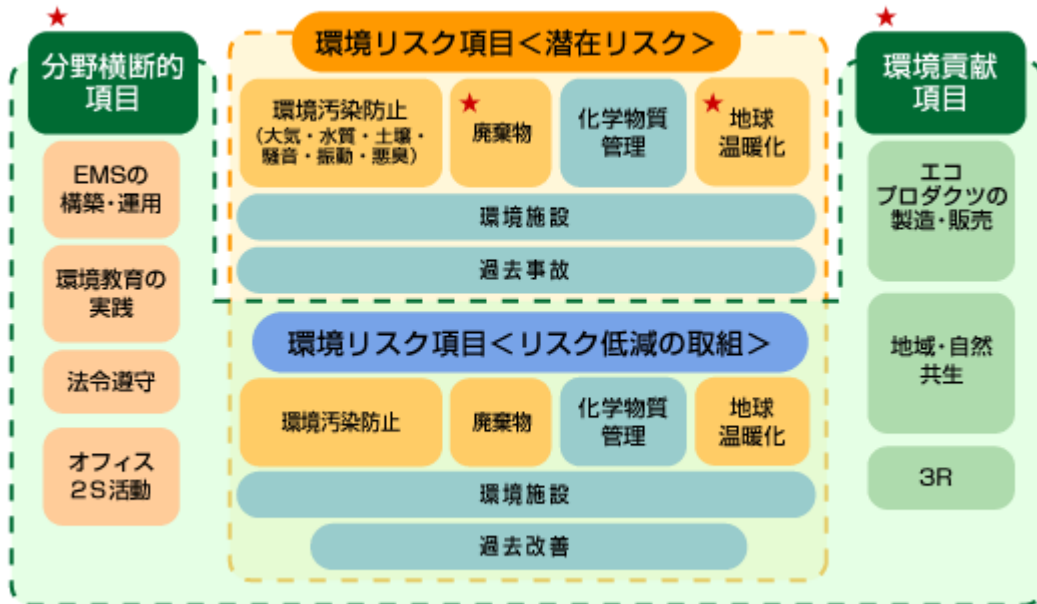 ★
分野横断的
項目
EMSの
構築・運用
環境教育の
実践
法令遵守
オフィス
2S活動
環境リスク項目<潜在リスク>
環境汚染防止
(大気・水質・土壌・
騒音・振動・悪臭)
★
廃棄物
化学物質
管理
★
地球
温暖化
環境施設
過去事故
環境リスク項目<リスク低減の取組>
環境汚染防止
廃棄物
化学物質
管理
地球
温暖化
環境施設
過去改善
★
環境貢献
項目
エコ
プロダクツの
製造・販売
地域・自然
共生
3R